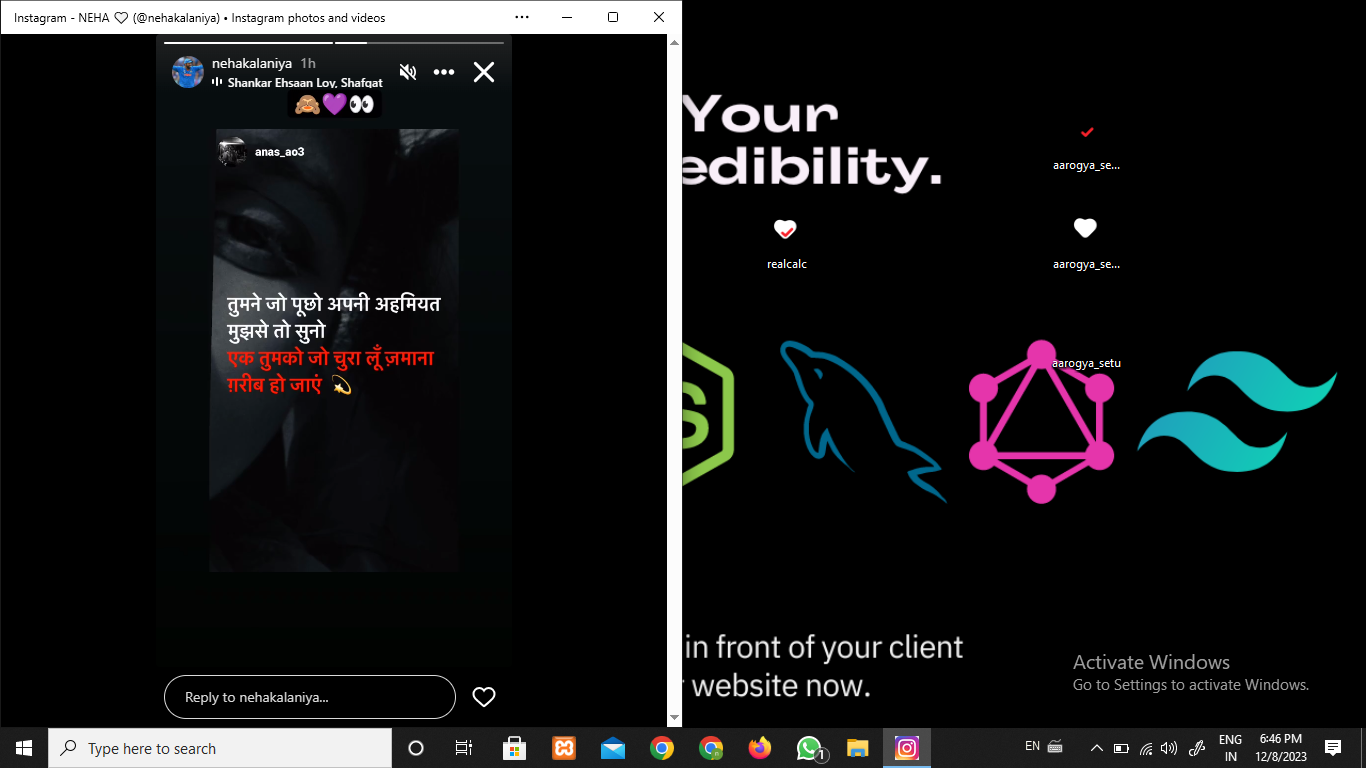 Instagram - NEHA ♡ (@nehakalaniya) • Instagram photos and videos
nehakalaniya 1h
Shankar Ehsaan Loy, Shafqat
🙈💜👀
anas_ao3
तुमने जो पूछो अपनी अहमियत
मुझसे तो सुनो
एक तुमको जो चुरा लूँ ज़माना
ग़रीब हो जाएं 💫
Reply to nehakalaniya...
Your
edibility.
aarogya_se...
realcalc
aarogya_se...
aarogya_setu
S
in front of your client
website now.
Activate Windows
Go to Settings to activate Windows.
Type here to search
1
EN
ENG
IN
6:46 PM
12/8/2023